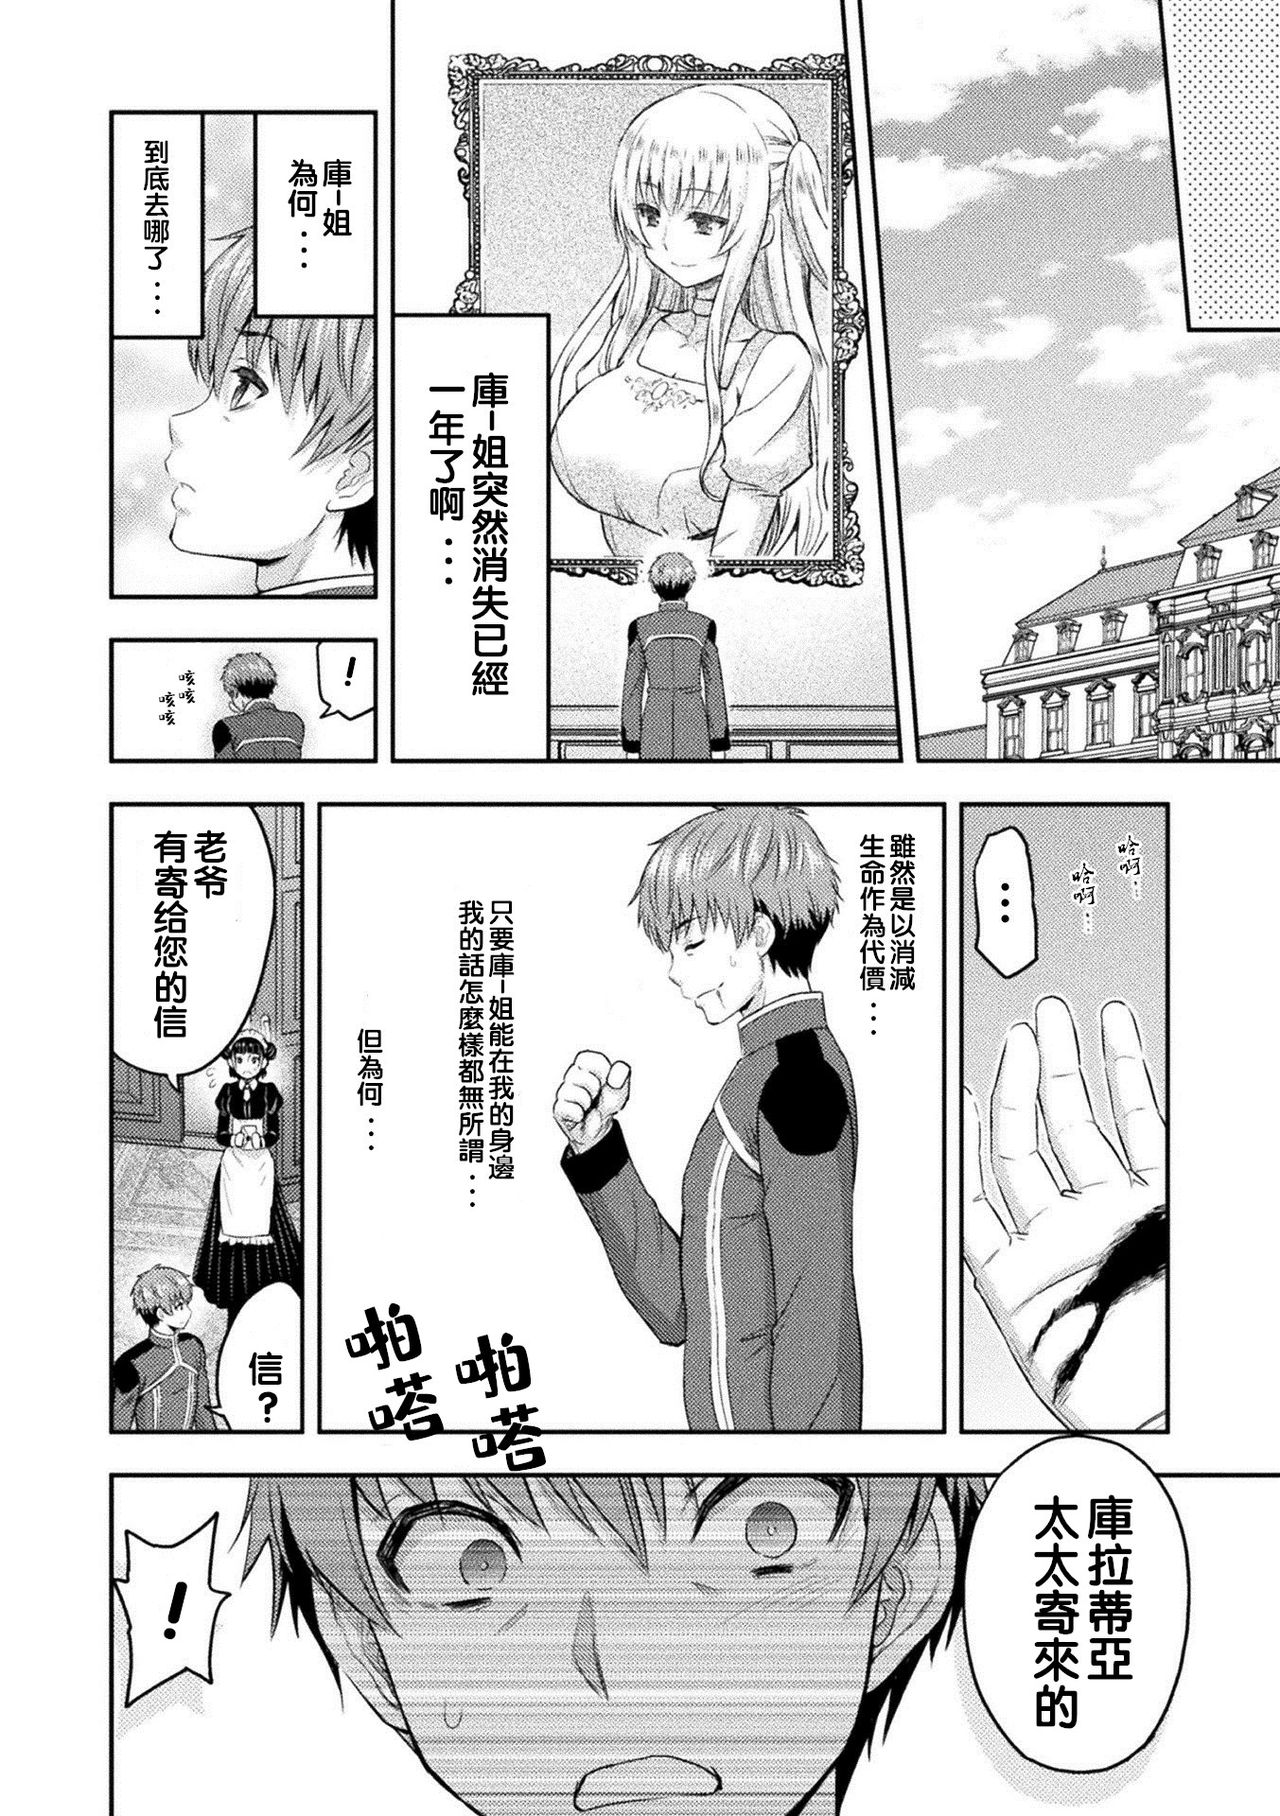 庫-姐突然消失已經
一年了啊...
庫-姐
為何...
到底去哪了...
!
咳咳
咳咳
哈啊...
哈啊...
...
雖然是以消減
生命作為代價...
只要庫-姐能在我的身邊
我的話怎麼樣都無所謂...
但為何...
啪嗒
啪嗒
老爷
有寄给您的信
信?
庫拉蒂亞
太太寄來的
!